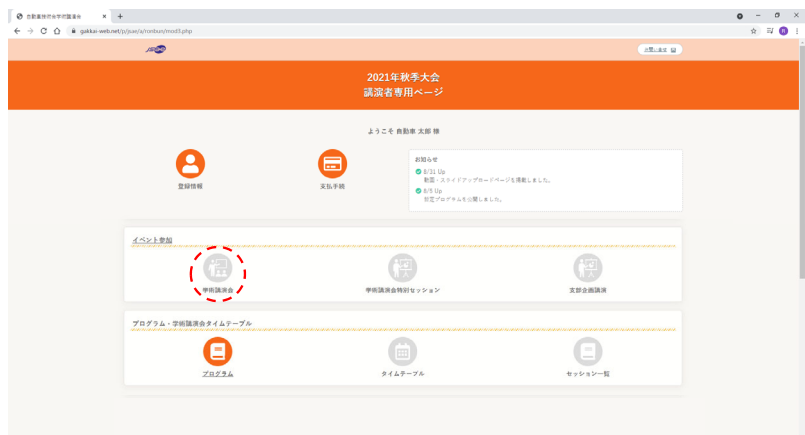 自動車技術会学術講演会
gakkai-web.net/p/jsae/a/ronbun/mod3.php
お問い合せ
2021年秋季大会
講演者専用ページ
ようこそ 自動車 太郎 様
登録情報
支払手続
お知らせ
8/31 Up
動画・スライドアップロードページを掲載しました。
8/5 Up
暫定プログラムを公開しました。
イベント参加
学術講演会
学術講演会特別セッション
支部企画講演
プログラム・学術講演会タイムテーブル
プログラム
タイムテーブル
セッション一覧